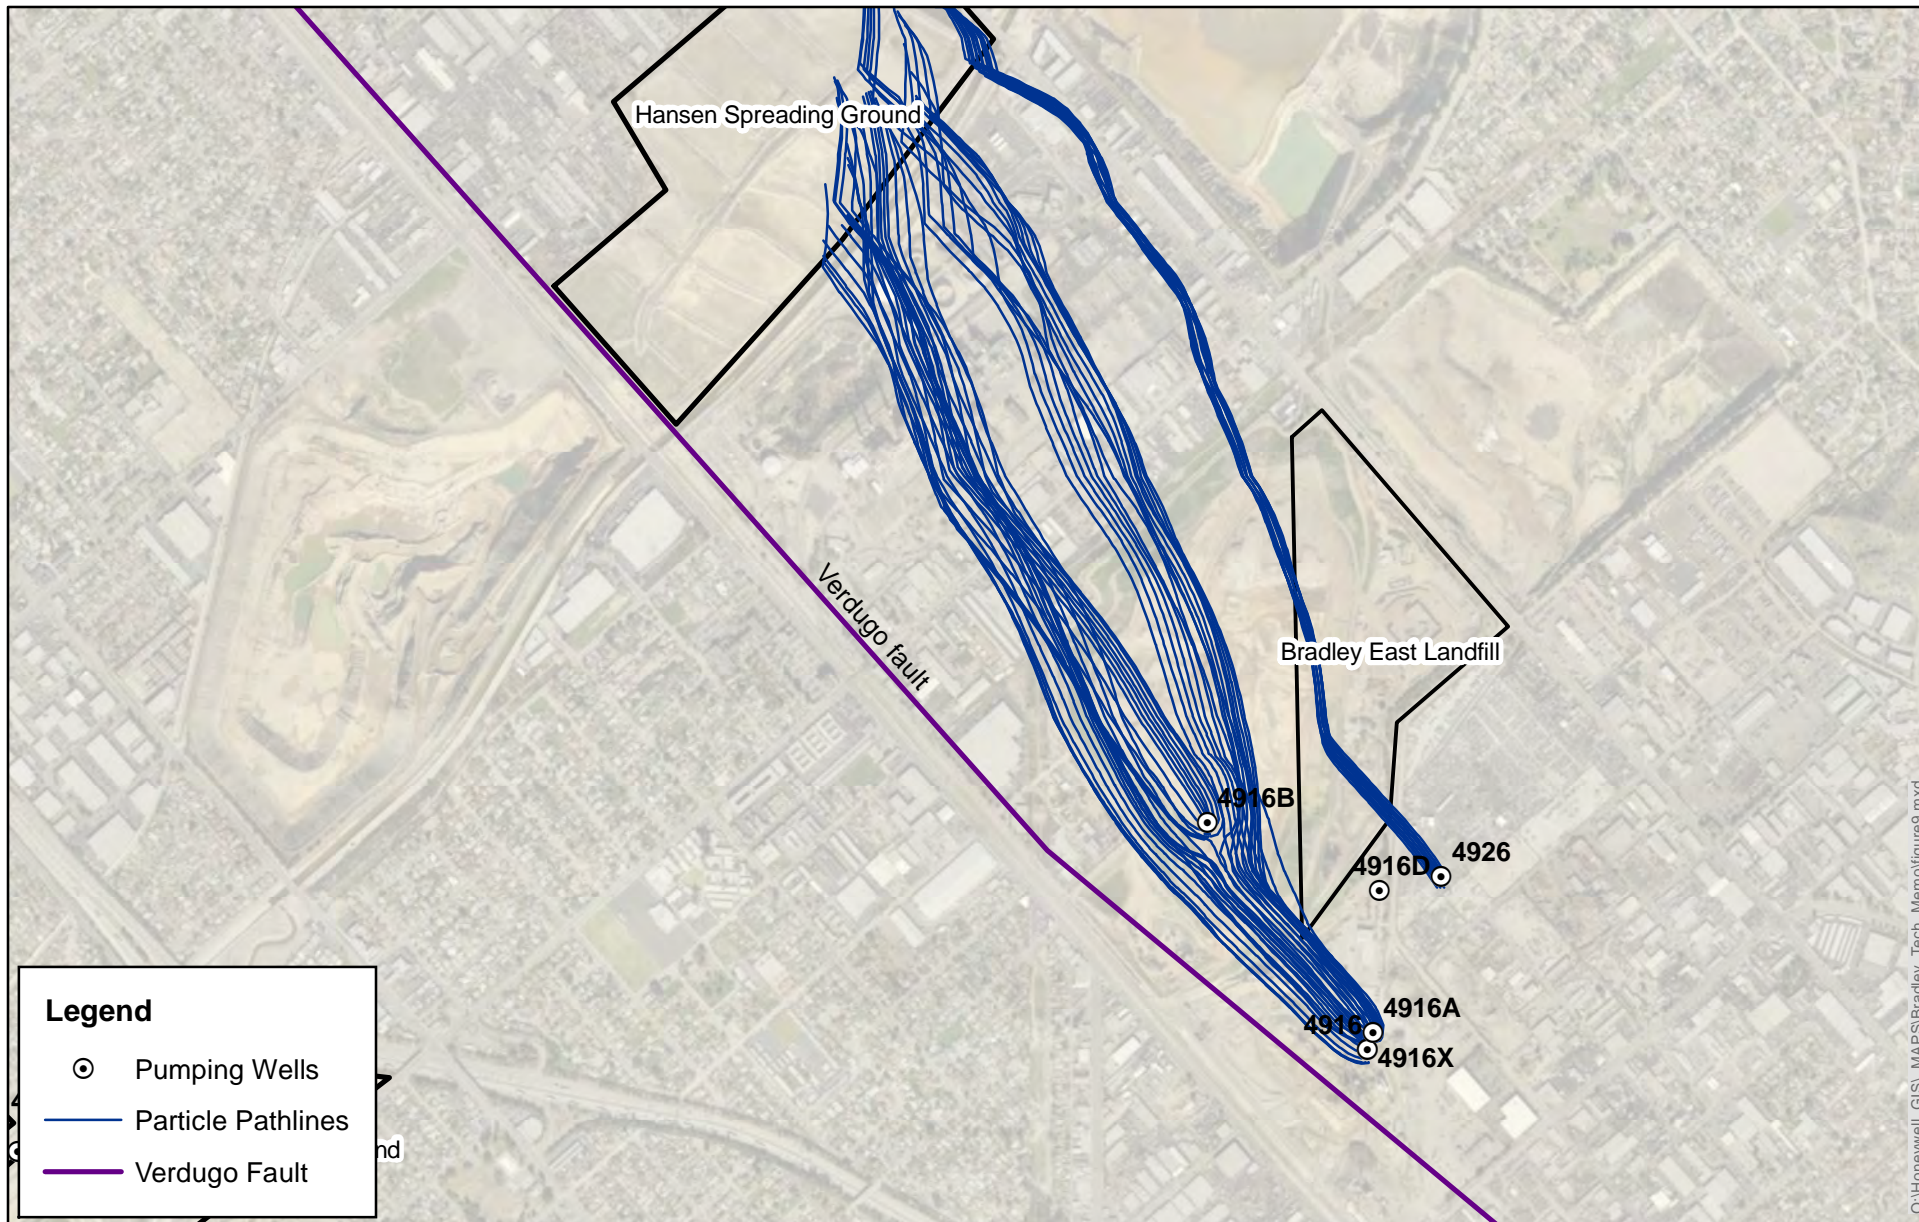 Hansen Spreading Ground
Verdugo fault
Bradley East Landfill
4916B
4926
4916D
4916A
4916
4916X
Legend
Pumping Wells
Particle Pathlines
Verdugo Fault
nd